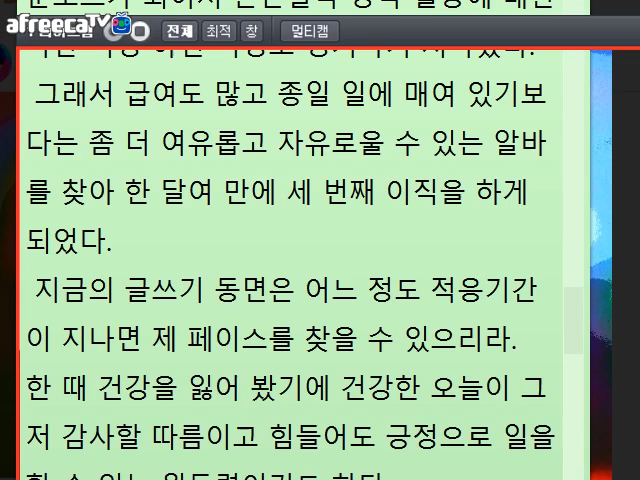 afreecaTV
전체 최적 창 멀티캠
그래서 급여도 많고 종일 일에 매여 있기보
다는 좀 더 여유롭고 자유로울 수 있는 알바
를 찾아 한 달여 만에 세 번째 이직을 하게
되었다.
지금의 글쓰기 동면은 어느 정도 적응기간
이 지나면 제 페이스를 찾을 수 있으리라.
한 때 건강을 잃어 봤기에 건강한 오늘이 그
저 감사할 따름이고 힘들어도 긍정으로 일을